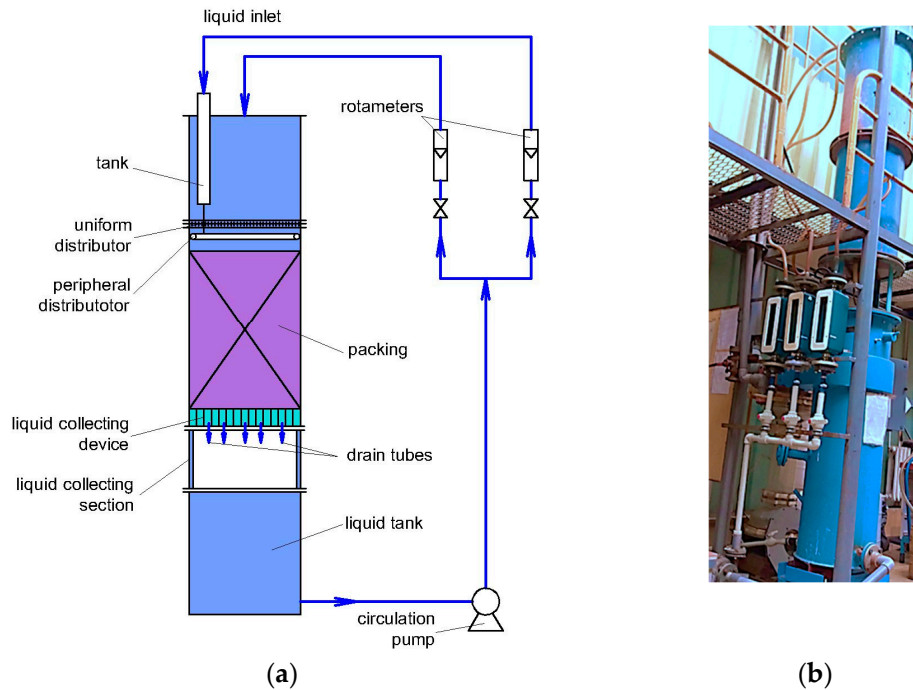 liquid inlet
rotameters
tank
uniform
distributor
peripheral
distributotor
packing
liquid collecting
device
drain tubes
liquid collecting
section
liquid tank
circulation
pump
(a)
(b)